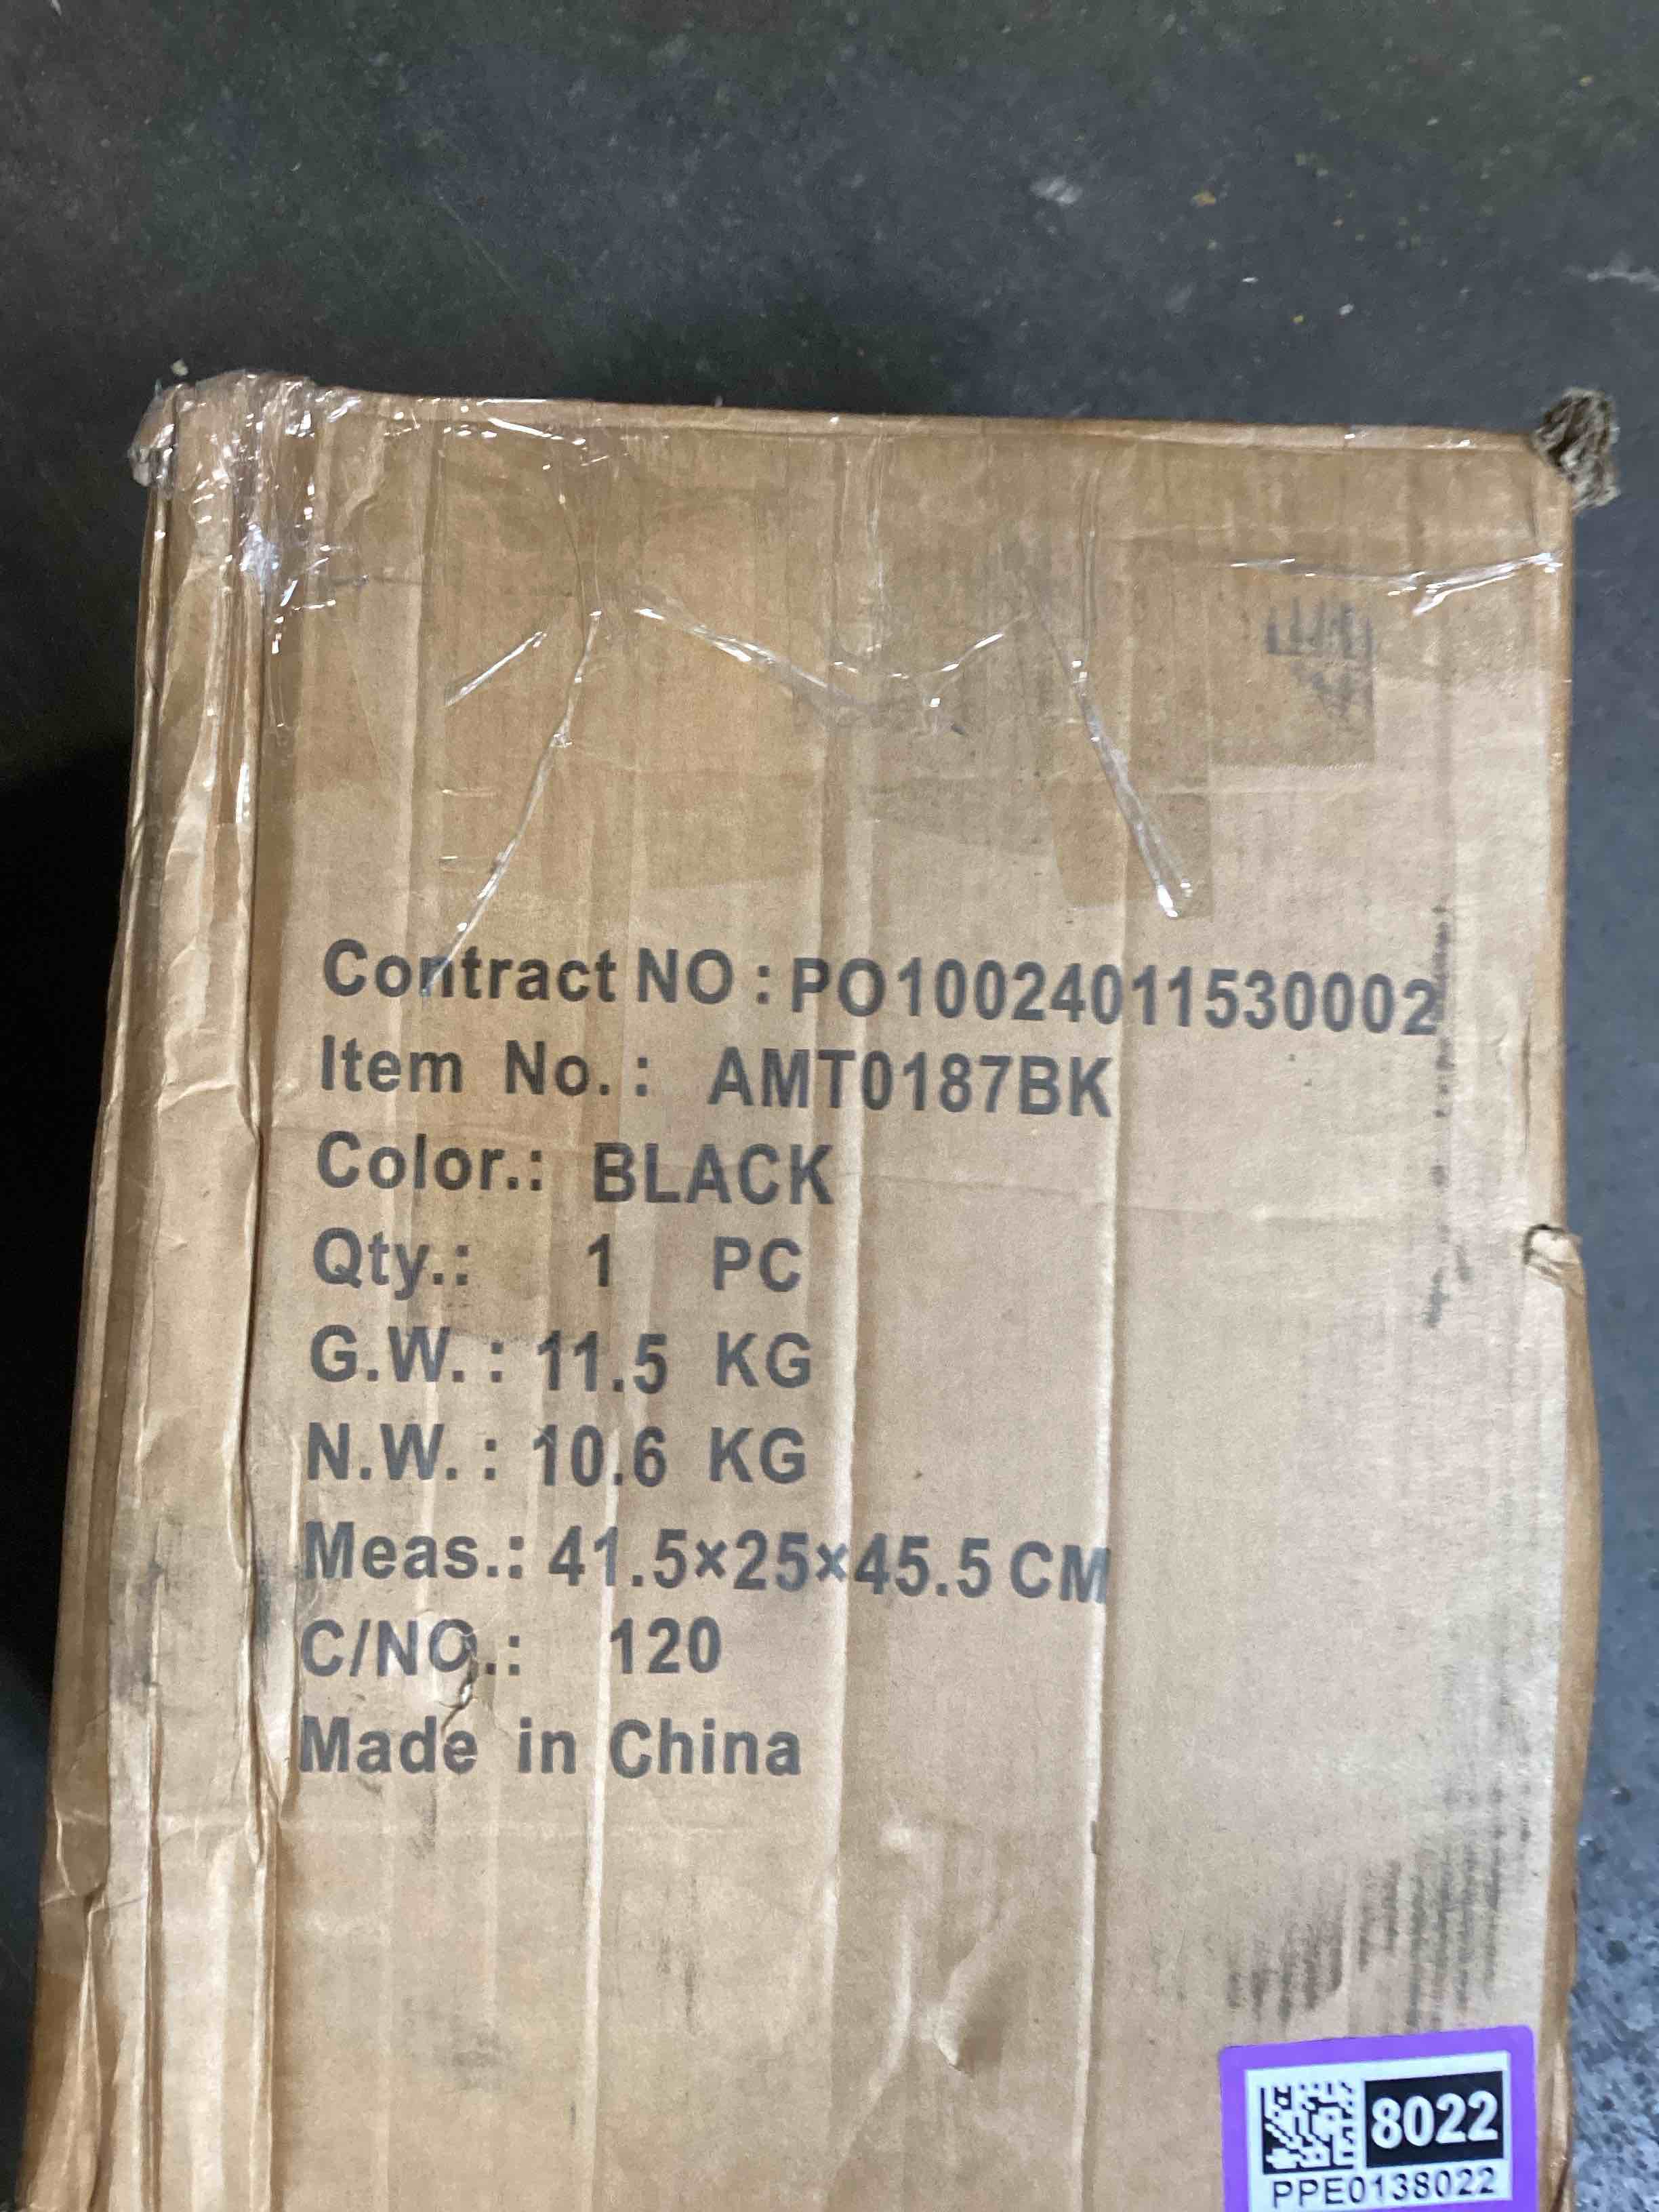 Contract NO : PO10024011530002
Item No. : AMT0187BK
Color.: BLACK
Qty.: 1 PC
G.W. : 11.5 KG
N.W. : 10.6 KG
Meas.: 41.5×25×45.5 CM
C/NO.: 120
Made in China
8022
PPE0138022